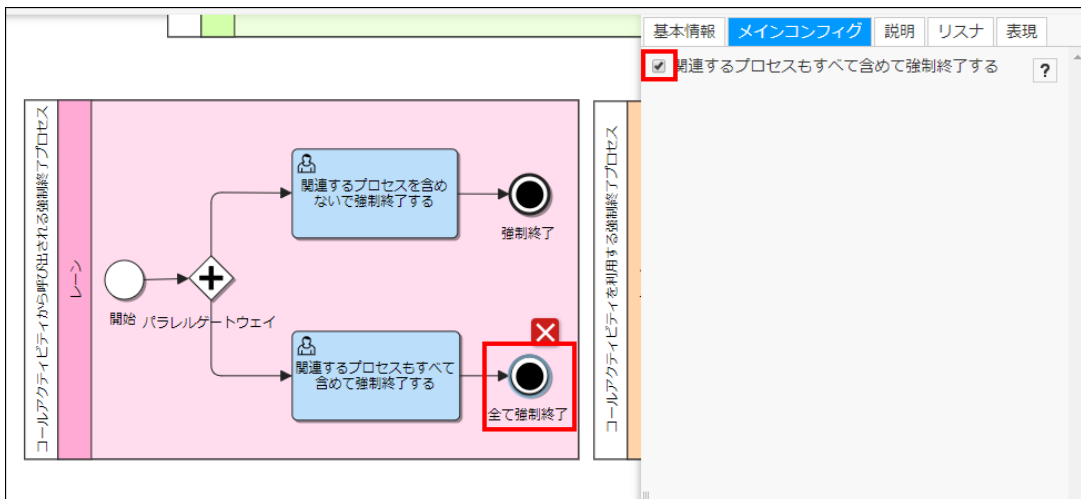 基本情報
メインコンフィグ
説明
リスナ
表現
関連するプロセスもすべて含めて強制終了する
?
コールアクティビティから呼び出される強制終了プロセス
レーン
開始
パラレルゲートウェイ
関連するプロセスを含め
ないで強制終了する
強制終了
関連するプロセスもすべて
含めて強制終了する
全て強制終了
コールアクティビティを利用する強制終了プロセス